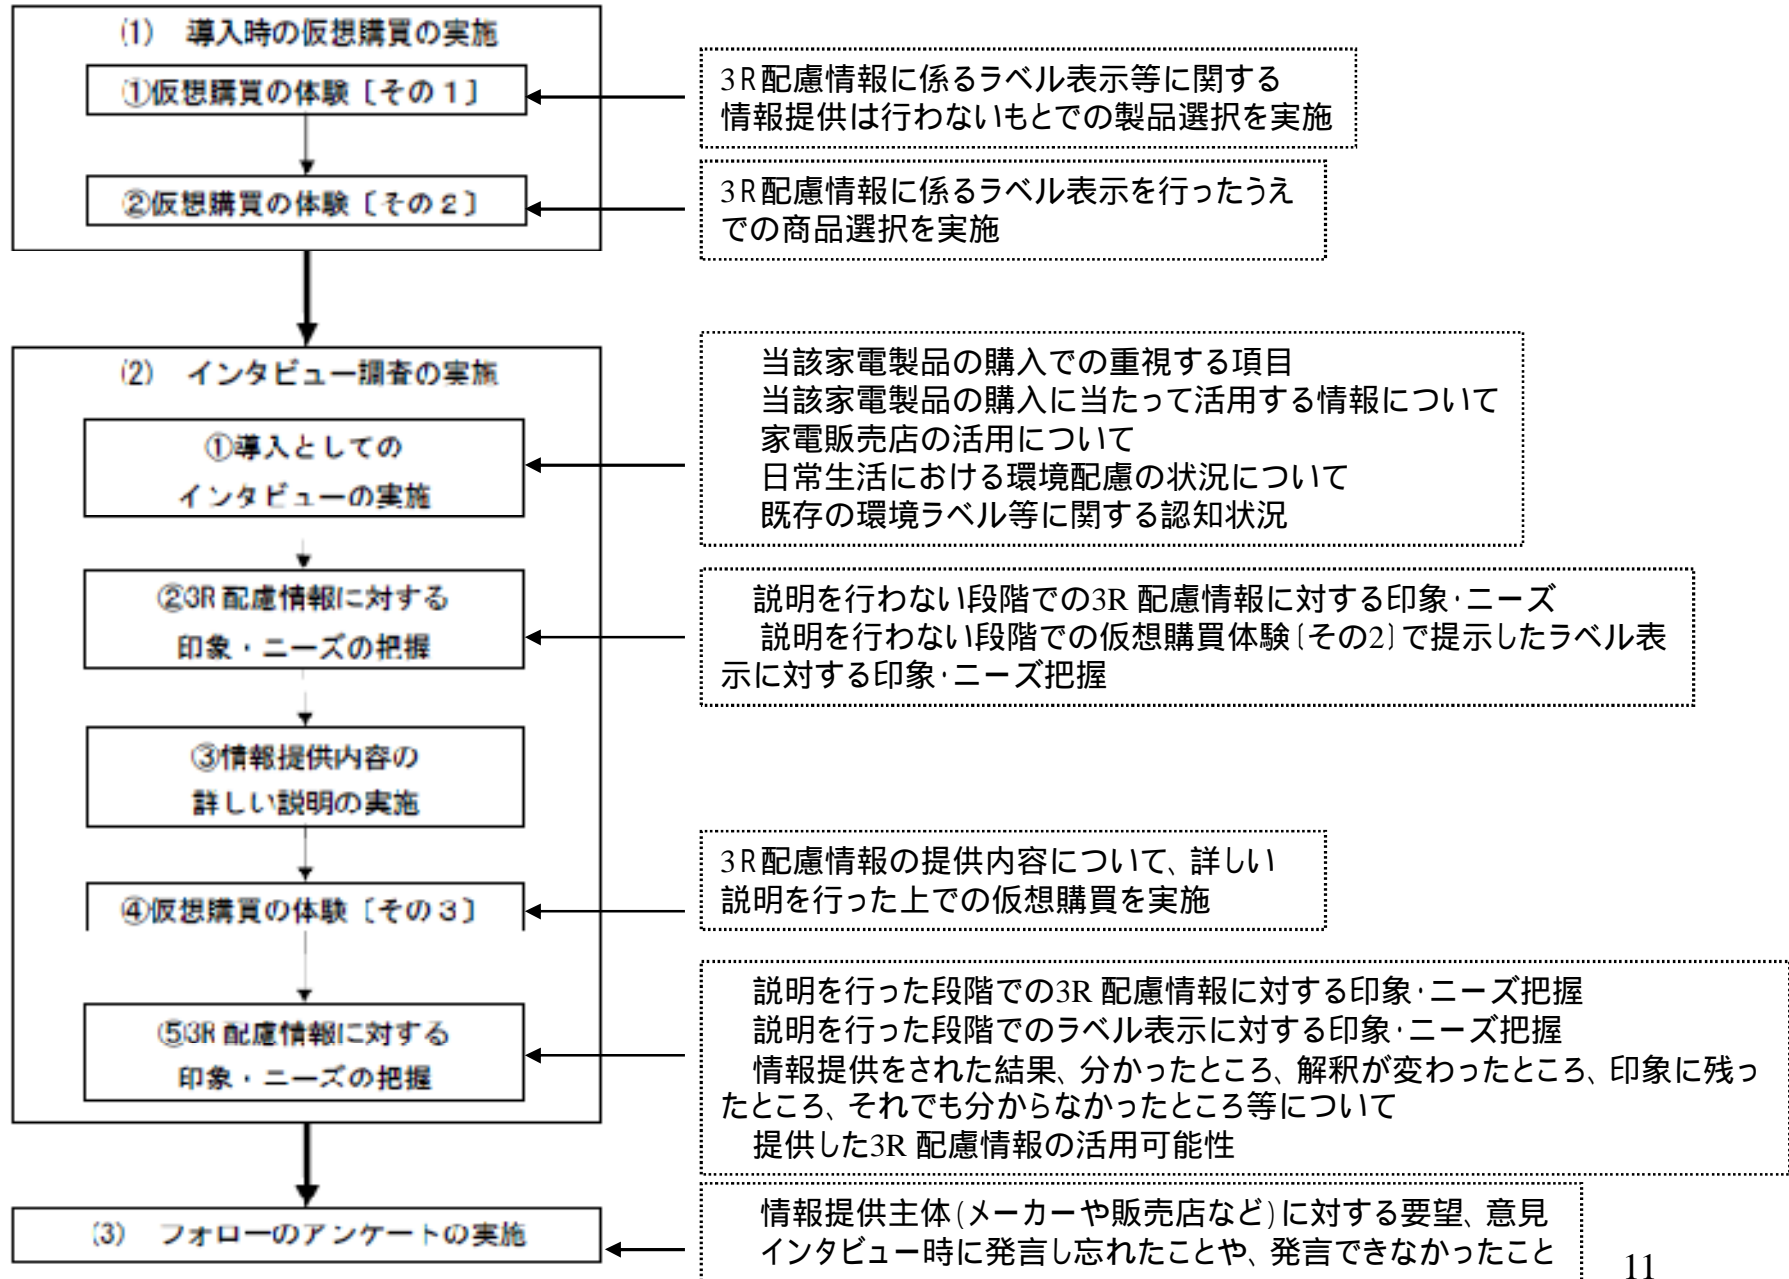 (1) 導入時の仮想購買の実施
①仮想購買の体験〔その1〕
3R配慮情報に係るラベル表示等に関する
情報提供は行わないもとでの製品選択を実施
②仮想購買の体験〔その2〕
3R配慮情報に係るラベル表示を行ったうえ
での商品選択を実施
(2) インタビュー調査の実施
①導入としての
インタビューの実施
当該家電製品の購入での重視する項目
当該家電製品の購入に当たって活用する情報について
家電販売店の活用について
日常生活における環境配慮の状況について
既存の環境ラベル等に関する認知状況
②3R 配慮情報に対する
印象・ニーズの把握
説明を行わない段階での3R 配慮情報に対する印象・ニーズ
説明を行わない段階での仮想購買体験〔その2〕で提示したラベル表
示に対する印象・ニーズ把握
③情報提供内容の
詳しい説明の実施
④仮想購買の体験〔その3〕
3R配慮情報の提供内容について、詳しい
説明を行った上での仮想購買を実施
⑤3R 配慮情報に対する
印象・ニーズの把握
説明を行った段階での3R 配慮情報に対する印象・ニーズ把握
説明を行った段階でのラベル表示に対する印象・ニーズ把握
情報提供をされた結果、分かったところ、解釈が変わったところ、印象に残っ
たところ、それでも分からなかったところ等について
提供した3R 配慮情報の活用可能性
(3) フォローのアンケートの実施
情報提供主体(メーカーや販売店など)に対する要望、意見
インタビュー時に発言し忘れたことや、発言できなかったこと
11